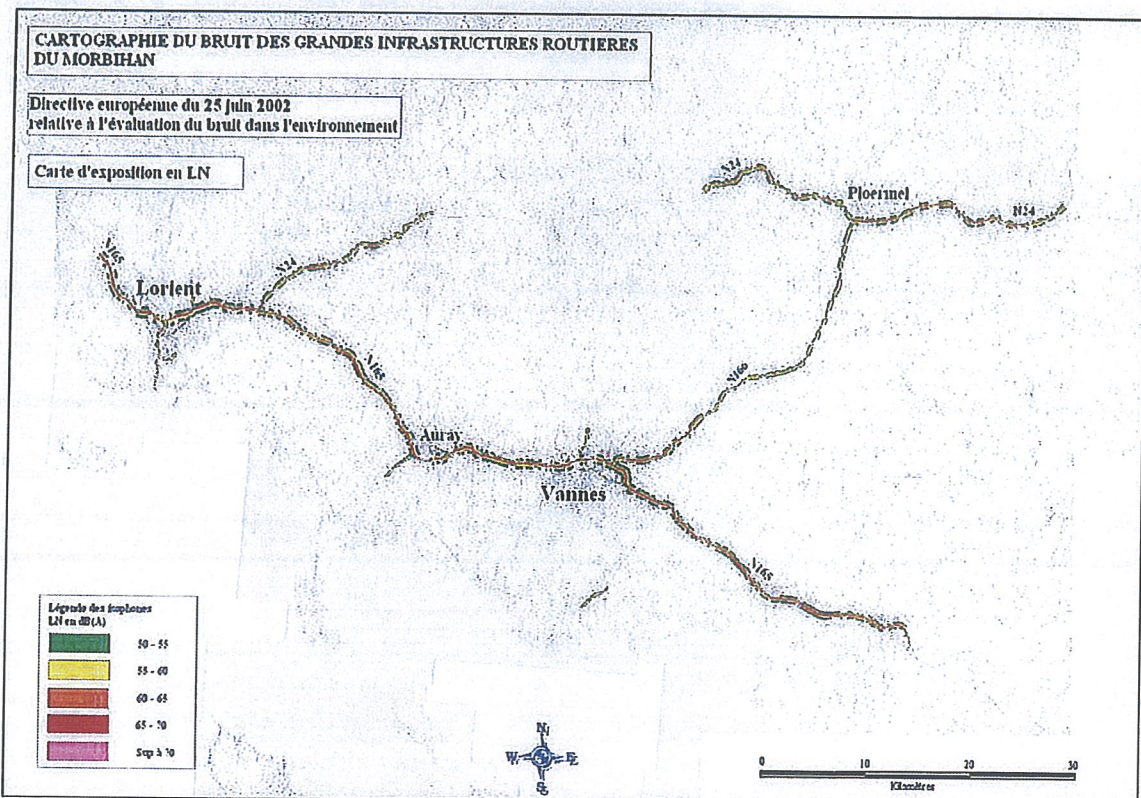 CARTOGRAPHIE DU BRUIT DES GRANDES INFRASTRUCTURES ROUTIERES
DU MORBIHAN
Directive européenne du 25 juin 2002
relative à l'évaluation du bruit dans l'environnement
Carte d'exposition en LN
N24
Ploermel
N24
N165
N24
Lorient
N165
N166
Auray
Vannes
N165
Légende des isophones
LN en dB(A)
50 - 55
55 - 60
60 - 65
65 - 70
Sup à 70
N
W E
S
0 10 20 30
Kilomètres